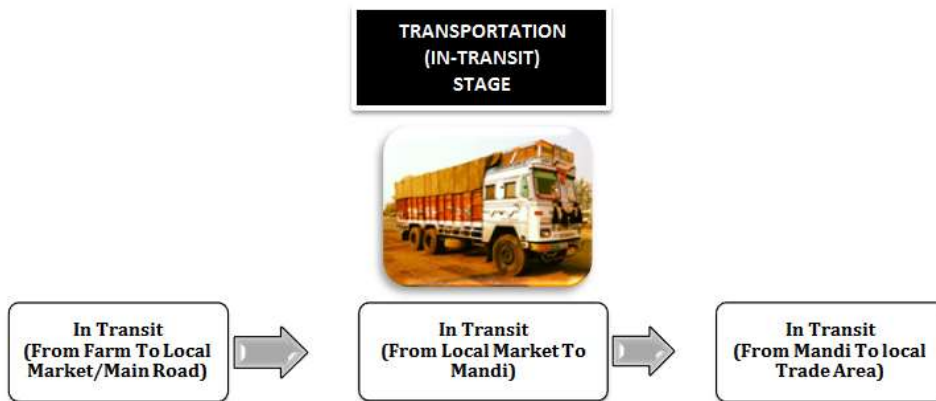 TRANSPORTATION
(IN-TRANSIT)
STAGE
In Transit
(From Farm To Local
Market/Main Road)
In Transit
(From Local Market To
Mandi)
In Transit
(From Mandi To local
Trade Area)